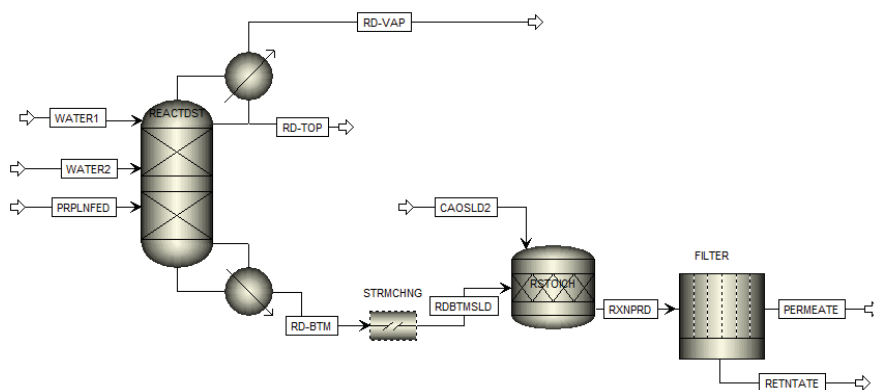 RD-VAP
REACTDST
WATER1
RD-TOP
WATER2
PRPLNFED
CAOSLD2
FILTER
STRMCHNG
RDBTMSLD
RSTOICH
RXNPRD
PERMEATE
RD-BTM
RETNTATE